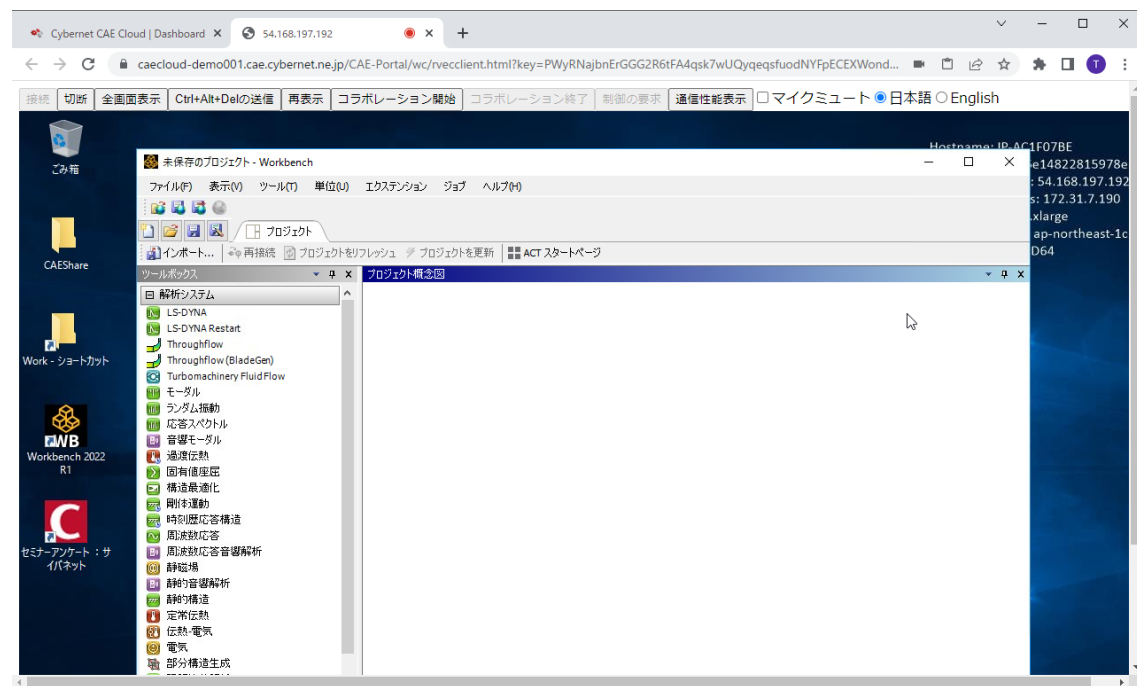 Cybernet CAE Cloud | Dashboard
54.168.197.192
caecloud-demo001.cae.cybernet.ne.jp/CAE-Portal/wc/rvecclient.html?key=PWyRNajbnErGGG2R6tFA4qsk7wUQyqeqsfuodNYFpECEXWond...
T
接続 切断 全画面表示 Ctrl+Alt+Delの送信 再表示 コラボレーション開始 コラボレーション終了 制御の要求 通信性能表示 マイクミュート 日本語 English
ごみ箱
CAEShare
Work - ショートカット
WB
Workbench 2022
R1
セミナーアンケート：サ
イバネット
Hostname: IP-AC1F07BE
e14822815978e
: 54.168.197.192
s: 172.31.7.190
.xlarge
ap-northeast-1c
D64
未保存のプロジェクト - Workbench
ファイル(F) 表示(V) ツール(T) 単位(U) エクステンション ジョブ ヘルプ(H)
プロジェクト
インポート... 再接続 プロジェクトをリフレッシュ プロジェクトを更新 ACT スタートページ
ツールボックス
プロジェクト概念図
解析システム
LS-DYNA
LS-DYNA Restart
Throughflow
Throughflow (BladeGen)
Turbomachinery Fluid Flow
モーダル
ランダム振動
応答スペクトル
音響モーダル
過渡伝熱
固有値座屈
構造最適化
剛体運動
時刻歴応答構造
周波数応答
周波数応答音響解析
静磁場
静的音響解析
静的構造
定常伝熱
伝熱-電気
電気
部分構造生成